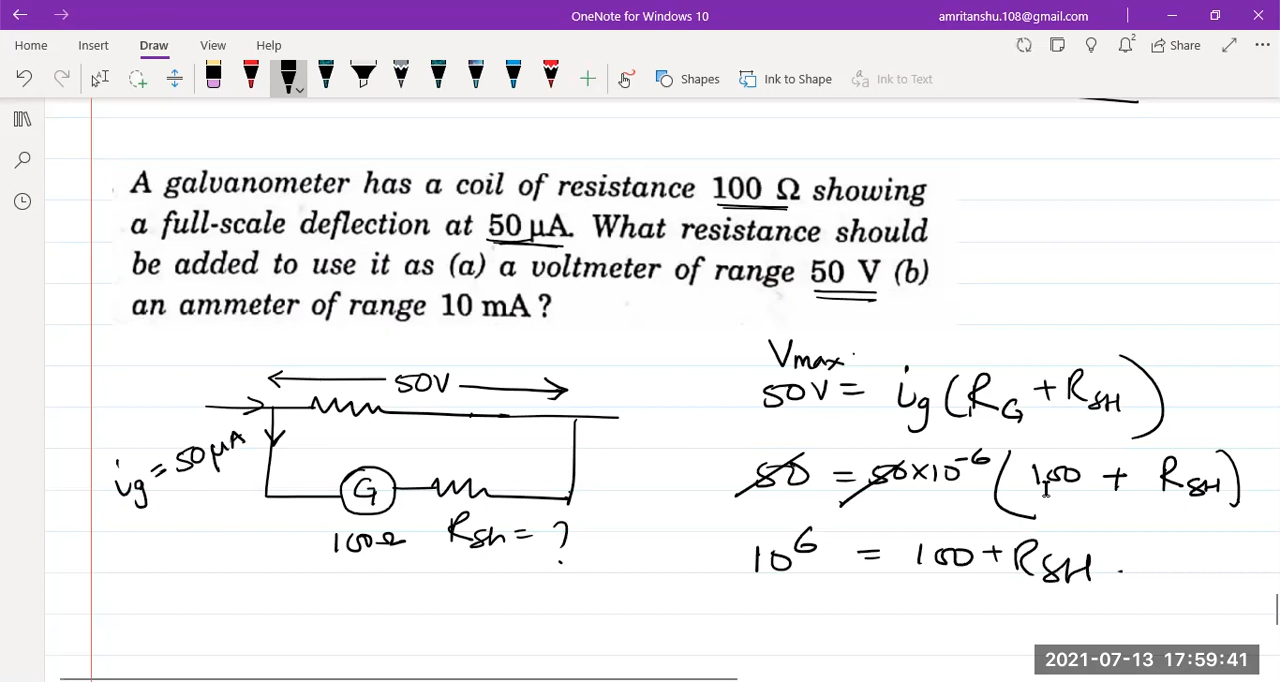 OneNote for Windows 10
amritanshu.108@gmail.com
Home Insert Draw View Help
Share
Shapes Ink to Shape Ink to Text
A galvanometer has a coil of resistance 100 Ω showing
a full-scale deflection at 50 μA. What resistance should
be added to use it as (a) a voltmeter of range 50 V (b)
an ammeter of range 10 mA ?
Vmax
50V
50V = ig (RG + RSH)
ig = 50μA
50 = 50×10⁻⁶ (100 + RSH)
G
100Ω RSh = ?
10⁶ = 100 + RSH .
2021-07-13 17:59:41